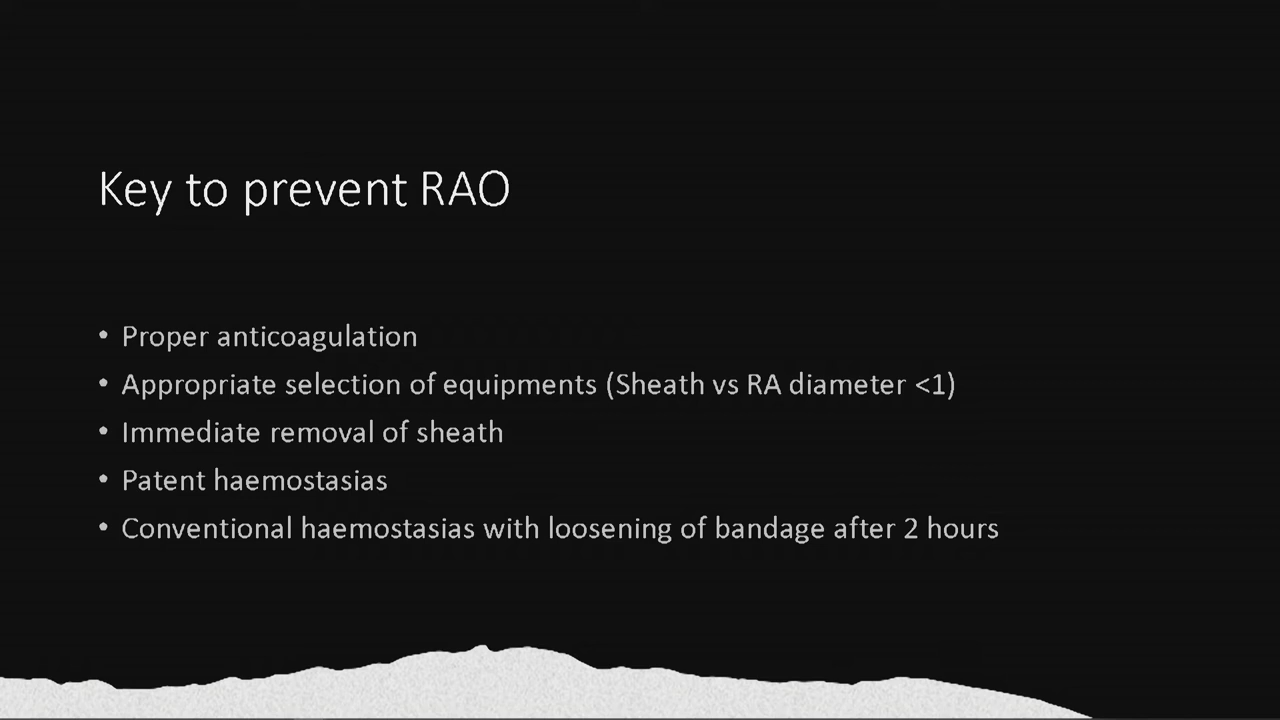 Key to prevent RAO
• Proper anticoagulation
• Appropriate selection of equipments (Sheath vs RA diameter <1)
• Immediate removal of sheath
• Patent haemostasias
• Conventional haemostasias with loosening of bandage after 2 hours